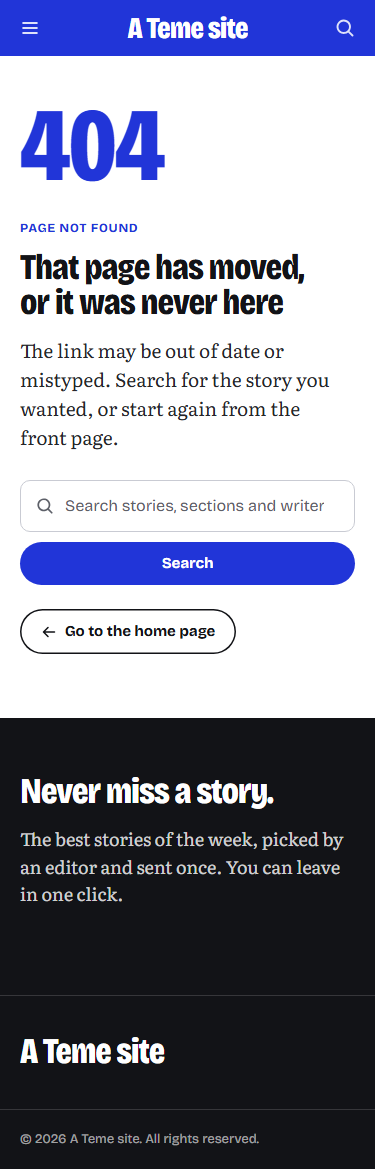 A Teme site
404
PAGE NOT FOUND
That page has moved,
or it was never here
The link may be out of date or
mistyped. Search for the story you
wanted, or start again from the
front page.
Search stories, sections and writer
Search
Go to the home page
Never miss a story.
The best stories of the week, picked by
an editor and sent once. You can leave
in one click.
A Teme site
© 2026 A Teme site. All rights reserved.